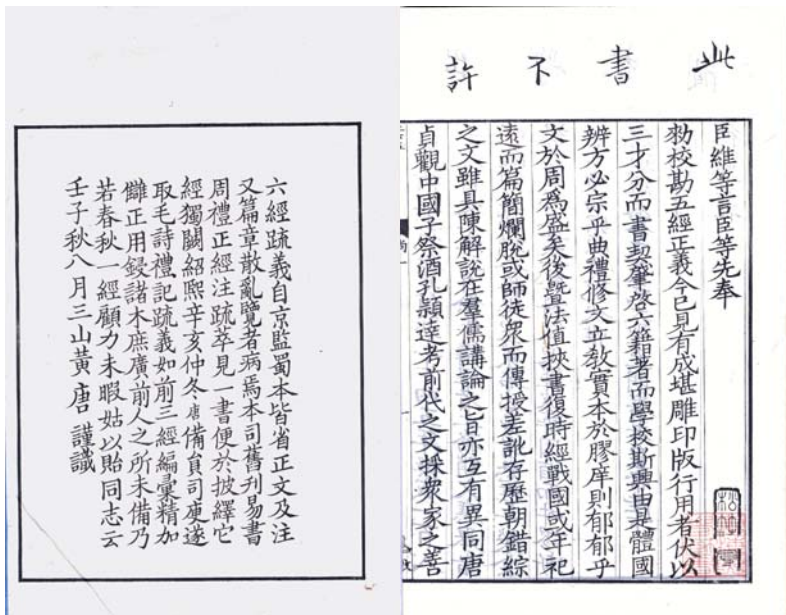 此書不許
臣維等言臣等先奉
勑校勘五經正義今已見有成堪雕印版行用者伏以
三才分而書契肇啓六籍著而學校斯興由是體國
辨方必宗乎典禮修文立教實本於膠庠則郁郁乎
文於周爲盛矣後曁法值挾書復時經戰國或年祀
遠而篇簡爛脫或師徒衆而傳授差訛存歷朝錯綜
之文雖具陳解說在羣儒講論之旨亦互有異同唐
貞觀中國子祭酒孔穎達考前代之文採衆家之善
六經疏義自京監蜀本皆省正文及注
又篇章散亂覽者病焉本司舊刊易書
周禮正經注疏萃見一書便於披繹它
經獨闕紹熙辛亥仲冬唐備員司庾遂
取毛詩禮記疏義如前三經編彙精加
讎正用鋟諸木庶廣前人之所未備乃
若春秋一經顧力未暇姑以貽同志云
壬子秋八月三山黃唐謹識